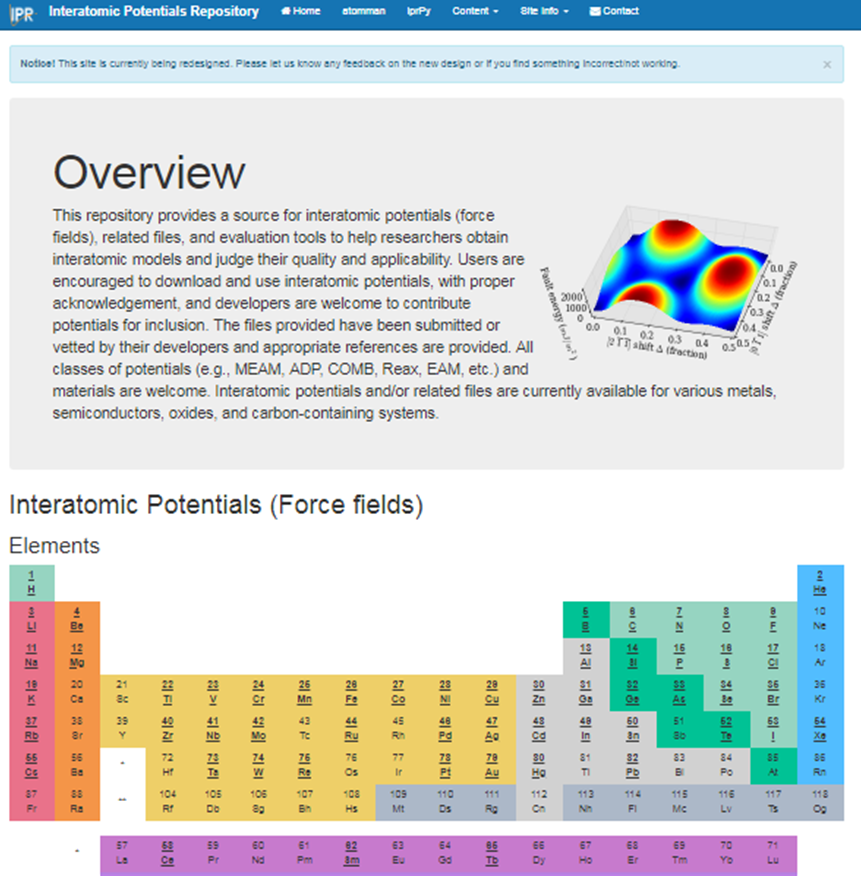 IPR Interatomic Potentials Repository Home atomman iprPy Content Site Info Contact
Notice! This site is currently being redesigned. Please let us know any feedback on the new design or if you find something incorrect/not working. ×
Overview
This repository provides a source for interatomic potentials (force
fields), related files, and evaluation tools to help researchers obtain
interatomic models and judge their quality and applicability. Users are
encouraged to download and use interatomic potentials, with proper
acknowledgement, and developers are welcome to contribute
potentials for inclusion. The files provided have been submitted or
vetted by their developers and appropriate references are provided. All
classes of potentials (e.g., MEAM, ADP, COMB, Reax, EAM, etc.) and
materials are welcome. Interatomic potentials and/or related files are currently available for various metals,
semiconductors, oxides, and carbon-containing systems.
Fault energy (mJ/m²)
2000
1000
0
0.0 0.1 0.2 0.3 0.4 0.5
shift Δ (fraction)
0.0
0.1
0.2
0.3
0.4
0.5
shift Δ (fraction)
Interatomic Potentials (Force fields)
Elements
1 2
H He
3 4 5 6 7 8 9 10
Li Be B C N O F Ne
11 12 13 14 15 16 17 18
Na Mg Al Si P S Cl Ar
19 20 21 22 23 24 25 26 27 28 29 30 31 32 33 34 35 36
K Ca Sc Ti V Cr Mn Fe Co Ni Cu Zn Ga Ge As Se Br Kr
37 38 39 40 41 42 43 44 45 46 47 48 49 50 51 52 53 54
Rb Sr Y Zr Nb Mo Tc Ru Rh Pd Ag Cd In Sn Sb Te I Xe
55 56 * 72 73 74 75 76 77 78 79 80 81 82 83 84 85 86
Cs Ba Hf Ta W Re Os Ir Pt Au Hg Tl Pb Bi Po At Rn
87 88 ** 104 105 106 107 108 109 110 111 112 113 114 115 116 117 118
Fr Ra Rf Db Sg Bh Hs Mt Ds Rg Cn Nh Fl Mc Lv Ts Og
* 57 58 59 60 61 62 63 64 65 66 67 68 69 70 71
La Ce Pr Nd Pm Sm Eu Gd Tb Dy Ho Er Tm Yb Lu